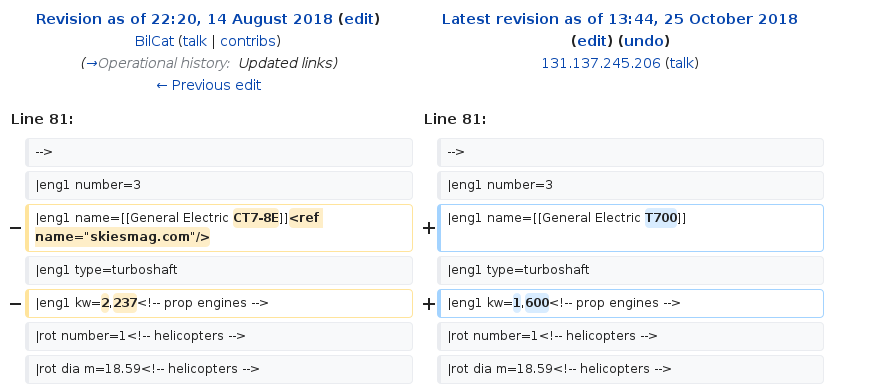 Revision as of 22:20, 14 August 2018 (edit)
BilCat (talk | contribs)
(→Operational history: Updated links)
← Previous edit
Latest revision as of 13:44, 25 October 2018
(edit) (undo)
131.137.245.206 (talk)
Line 81:
Line 81:
-->
-->
|eng1 number=3
|eng1 number=3
− |eng1 name=[[General Electric CT7-8E]]<ref
name="skiesmag.com"/>
+ |eng1 name=[[General Electric T700]]
|eng1 type=turboshaft
|eng1 type=turboshaft
− |eng1 kw=2,237<!-- prop engines -->
+ |eng1 kw=1,600<!-- prop engines -->
|rot number=1<!-- helicopters -->
|rot number=1<!-- helicopters -->
|rot dia m=18.59<!-- helicopters -->
|rot dia m=18.59<!-- helicopters -->